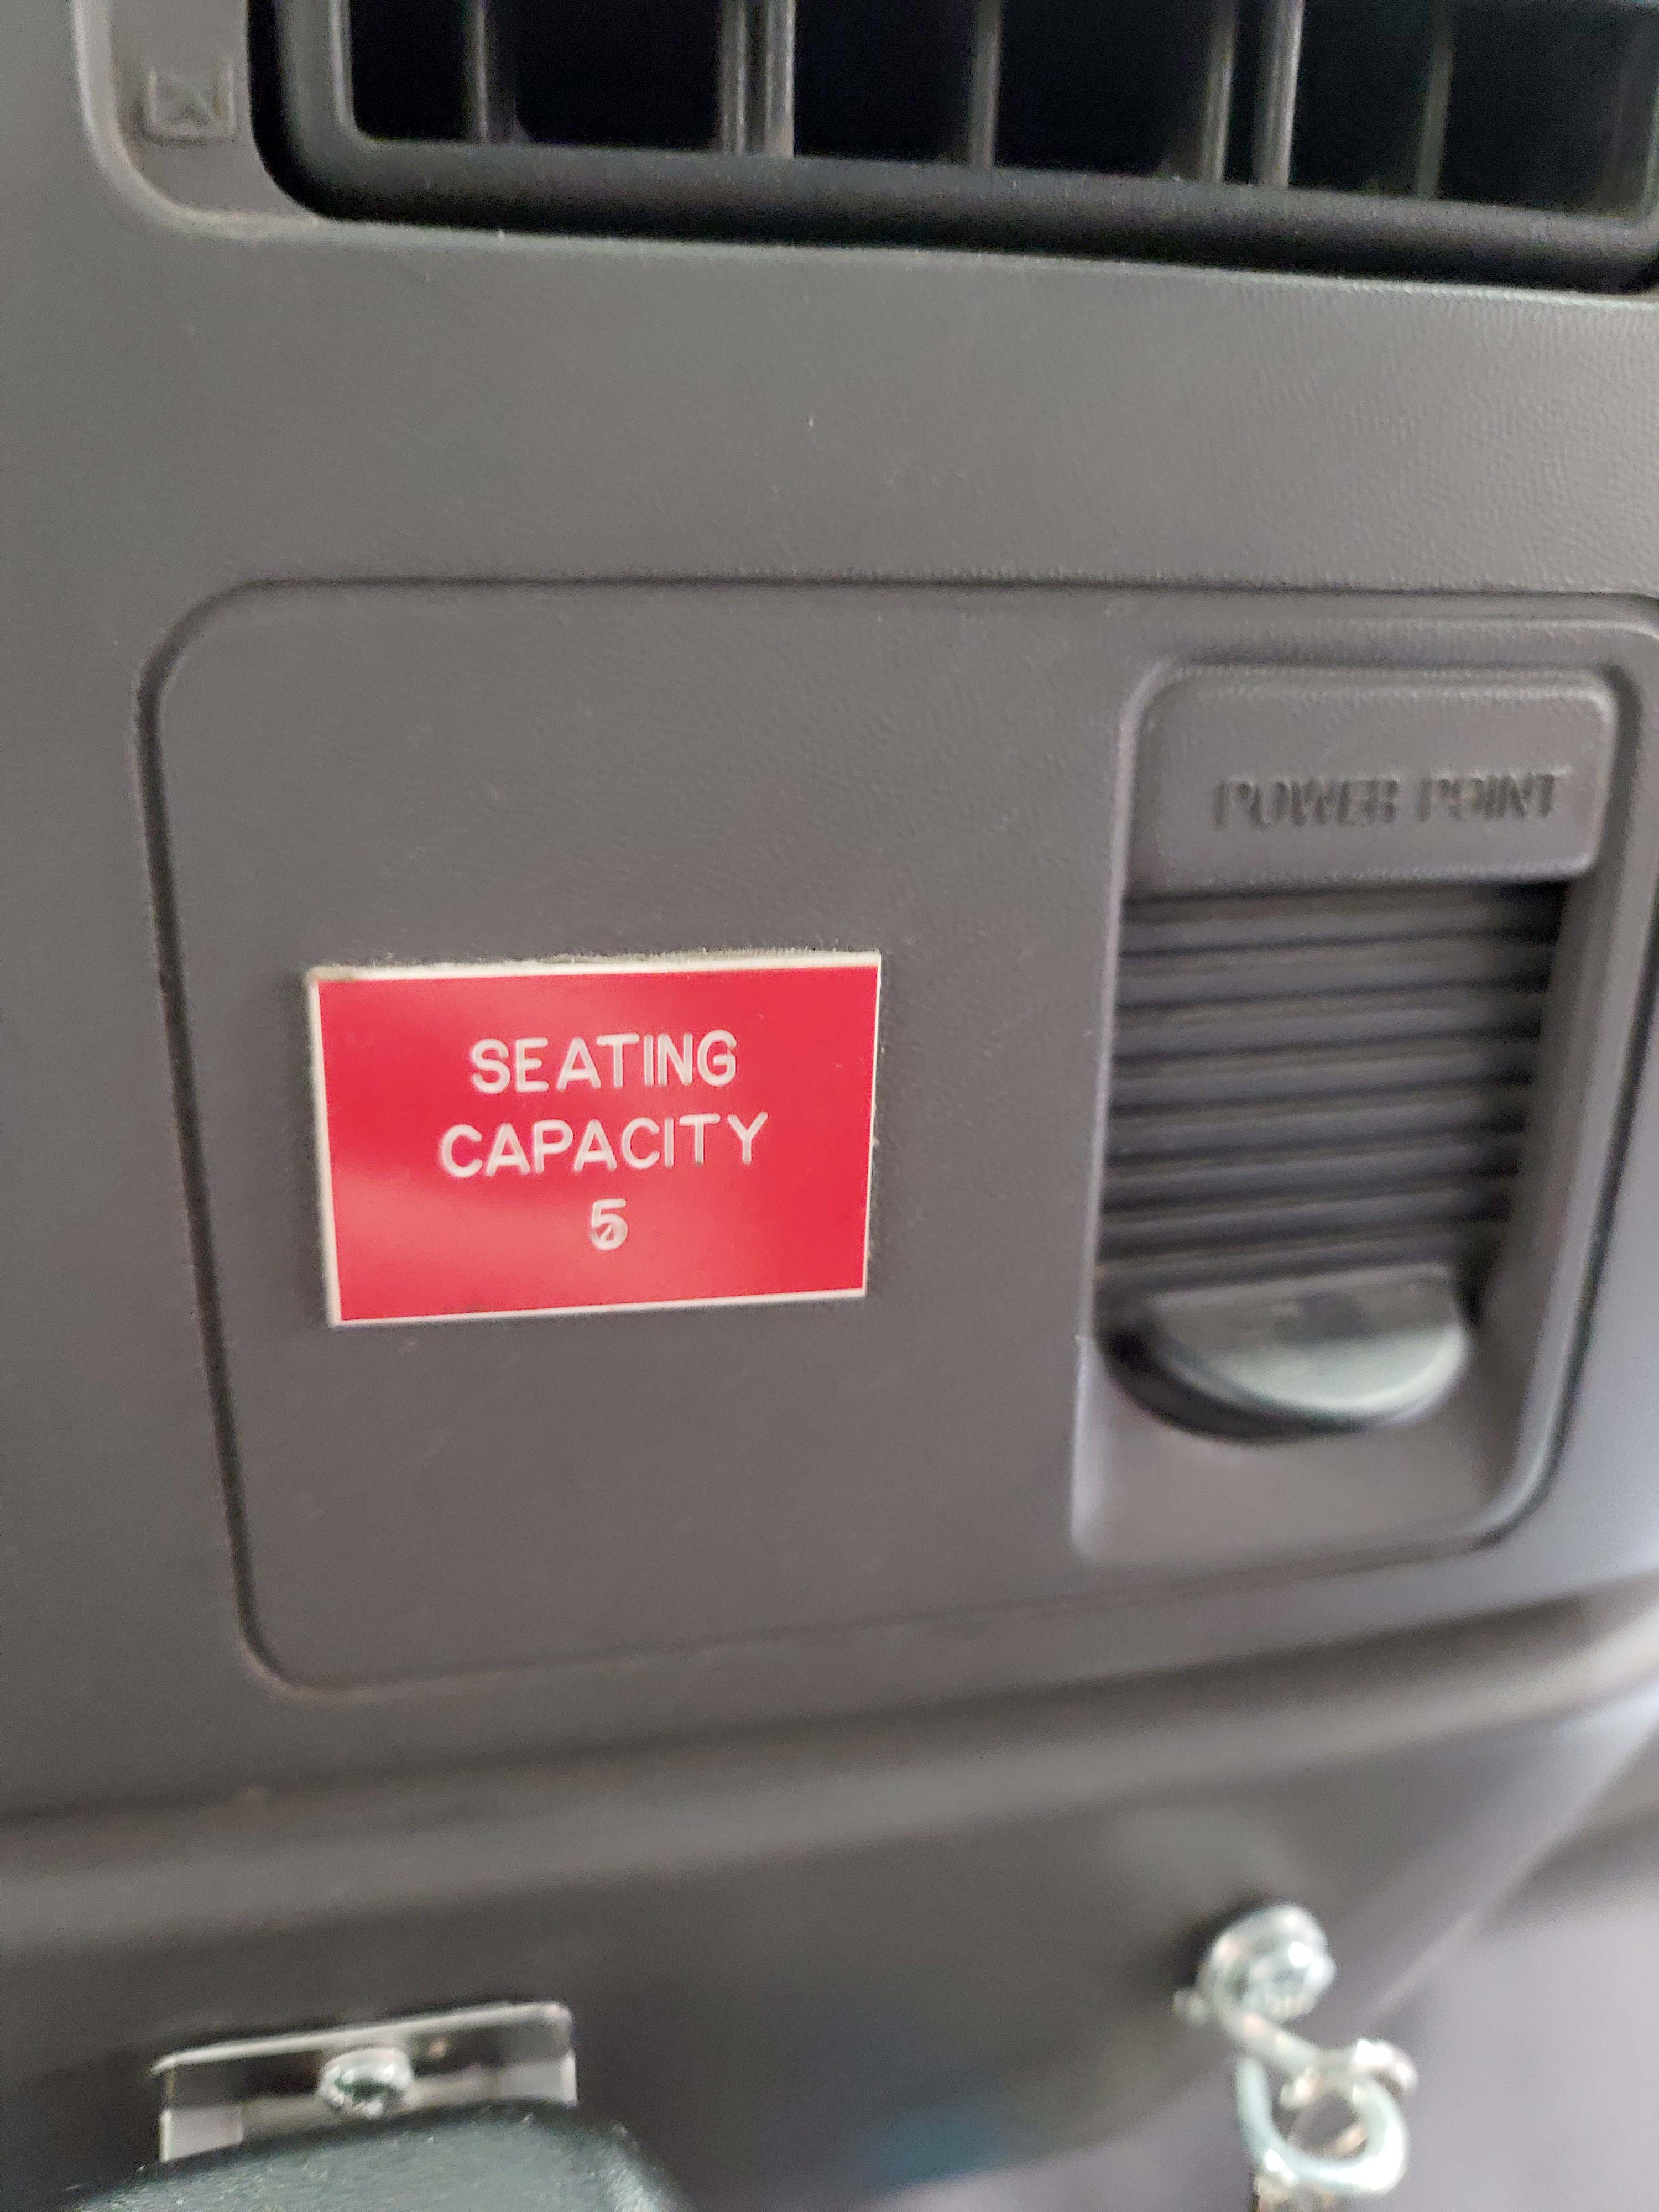 POWER POINT
SEATING
CAPACITY
5